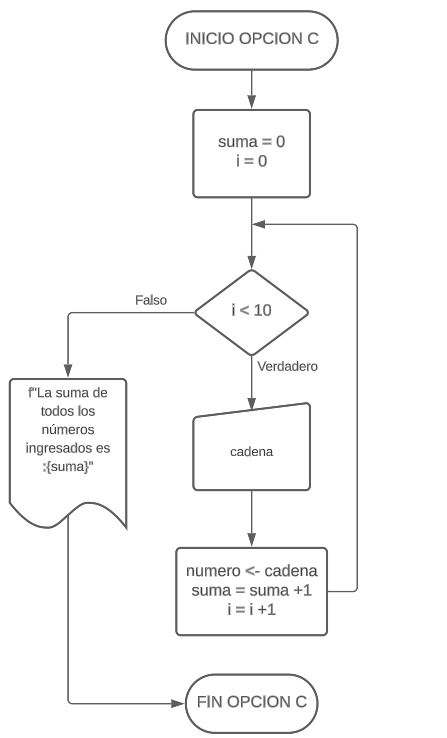 INICIO OPCION C
suma = 0
i = 0
i < 10
Falso
Verdadero
f"La suma de
todos los
números
ingresados es
:{suma}"
cadena
numero <- cadena
suma = suma +1
i = i +1
FIN OPCION C